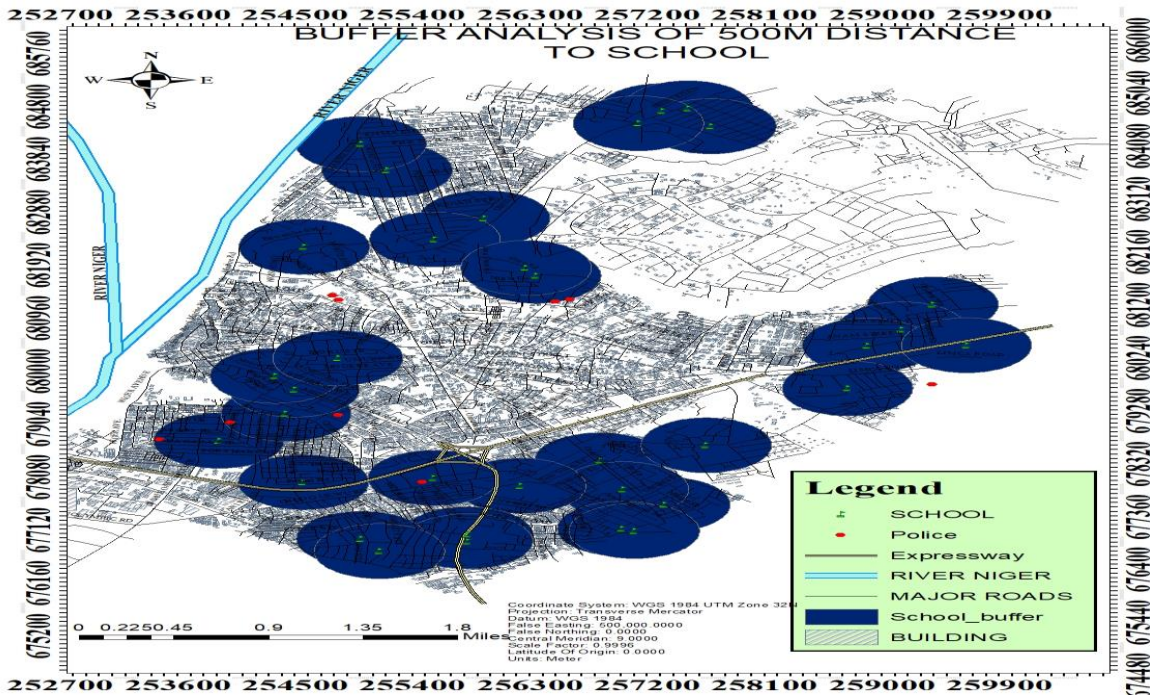 252700 253600 254500 255400 256300 257200 258100 259000 259900
BUFFER ANALYSIS OF 500M DISTANCE
TO SCHOOL
N
W E
S
685760
684800
683840
682880
681920
680960
680000
679040
678080
677120
676160
675200
686000
685040
684080
683120
682160
681200
680240
679280
678320
677360
676400
675440
674480
RIVER NIGER
RIVER NIGER
Legend
SCHOOL
Police
Expressway
RIVER NIGER
MAJOR ROADS
School_buffer
BUILDING
Coordinate System: WGS 1984 UTM Zone 32N
Projection: Transverse Mercator
Datum: WGS 1984
False Easting: 500,000.0000
False Northing: 0.0000
Central Meridian: 9.0000
Scale Factor: 0.9996
Latitude Of Origin: 0.0000
Units: Meter
0 0.225 0.45 0.9 1.35 1.8
Miles
252700 253600 254500 255400 256300 257200 258100 259000 259900